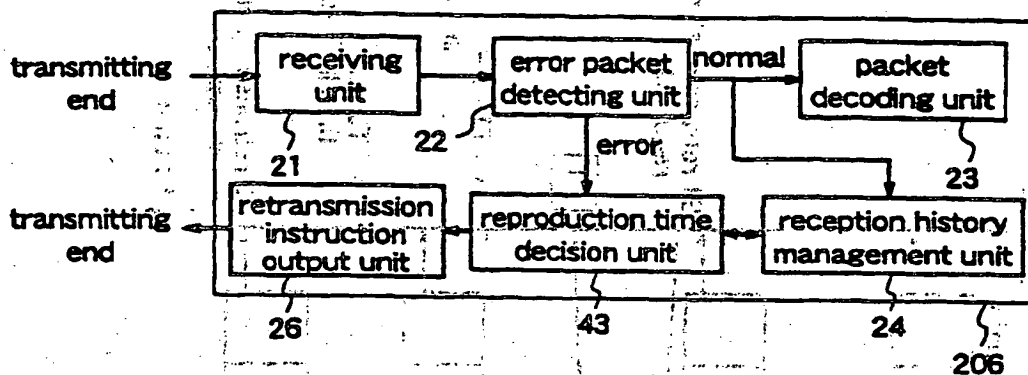 transmitting
end
receiving
unit
21
error packet
detecting unit
22
normal
packet
decoding unit
23
error
transmitting
end
retransmission
instruction
output unit
26
reproduction time
decision unit
43
reception history
management unit
24
206